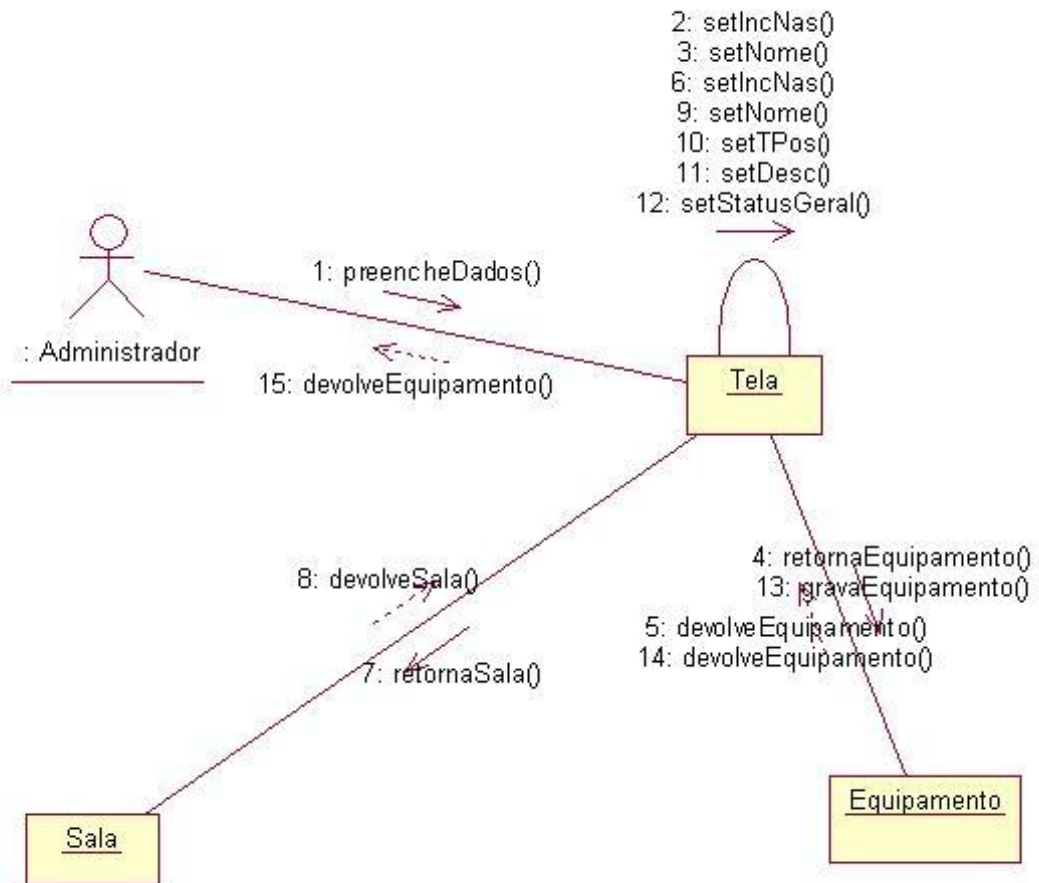 2: setIncNas()
3: setNome()
6: setIncNas()
9: setNome()
10: setTPos()
11: setDesc()
12: setStatusGeral()
1: preencheDados()
: Administrador
15: devolveEquipamento()
Tela
4: retornaEquipamento()
13: gravaEquipamento()
8: devolveSala()
5: devolveEquipamento()
14: devolveEquipamento()
7: retornaSala()
Equipamento
Sala